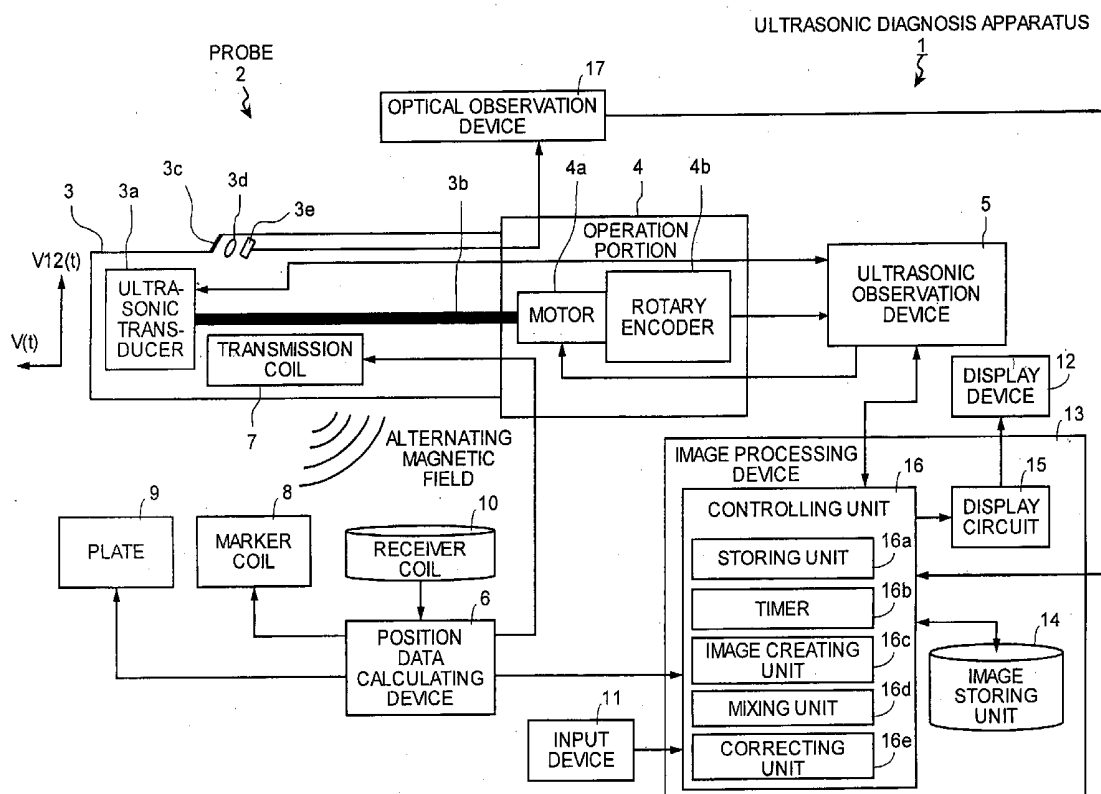 ULTRASONIC DIAGNOSIS APPARATUS
1
PROBE
2
17
OPTICAL OBSERVATION
DEVICE
3
3a
3c
3d
3e
3b
4a
4
4b
5
OPERATION
PORTION
V12(t)
V(t)
ULTRA-
SONIC
TRANS-
DUCER
MOTOR
ROTARY
ENCODER
ULTRASONIC
OBSERVATION
DEVICE
TRANSMISSION
COIL
7
DISPLAY
DEVICE
12
ALTERNATING
MAGNETIC
FIELD
13
IMAGE PROCESSING
DEVICE
9
PLATE
8
MARKER
COIL
10
RECEIVER
COIL
16
CONTROLLING UNIT
15
DISPLAY
CIRCUIT
STORING UNIT
16a
TIMER
16b
IMAGE CREATING
UNIT
16c
MIXING UNIT
16d
CORRECTING
UNIT
16e
6
POSITION
DATA
CALCULATING
DEVICE
14
IMAGE
STORING
UNIT
11
INPUT
DEVICE